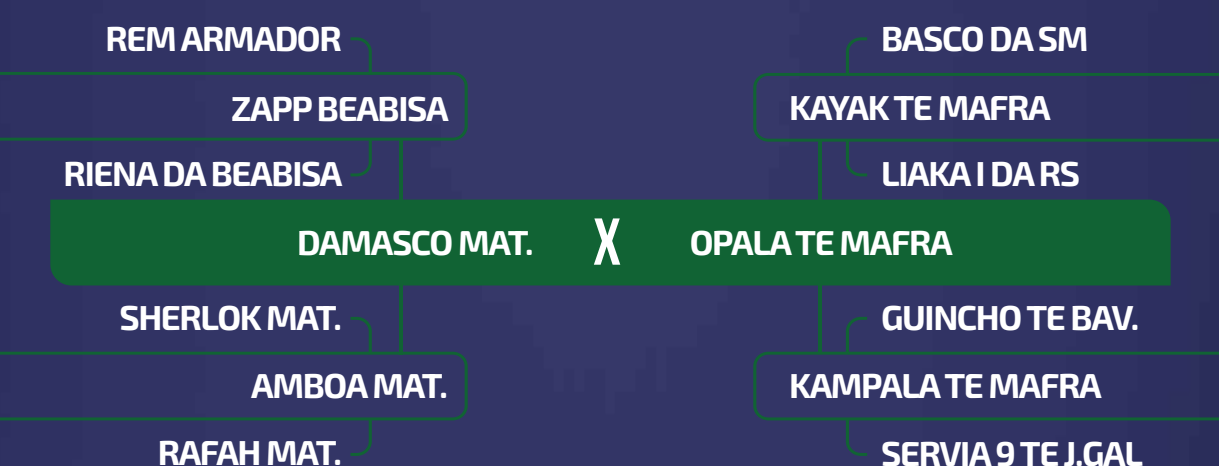 REM ARMADOR
BASCO DA SM
ZAPP BEABISA
KAYAK TE MAFRA
RIENA DA BEABISA
LIAKA I DA RS
DAMASCO MAT. X OPALA TE MAFRA
SHERLOK MAT.
GUINCHO TE BAV.
AMBOA MAT.
KAMPALA TE MAFRA
RAFAH MAT.
SERVIA 9 TE J.GAL